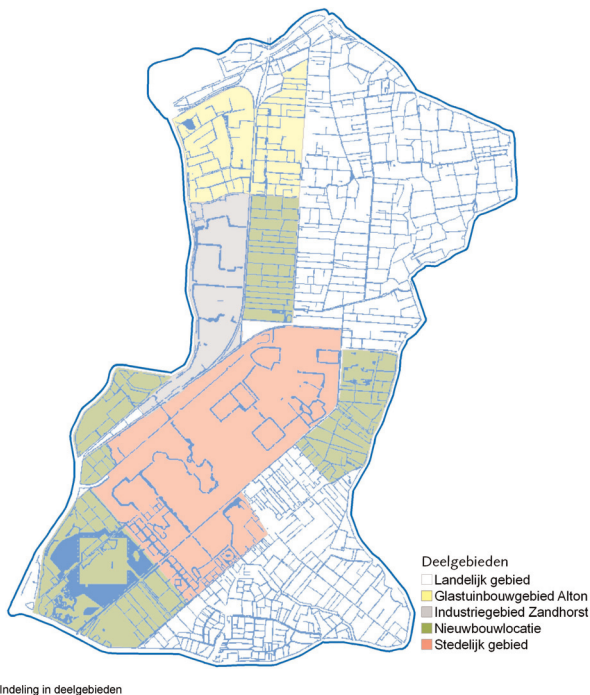 Deelgebieden
Landelijk gebied
Glastuinbouwgebied Alton
Industriegebied Zandhorst
Nieuwbouwlocatie
Stedelijk gebied
Indeling in deelgebieden